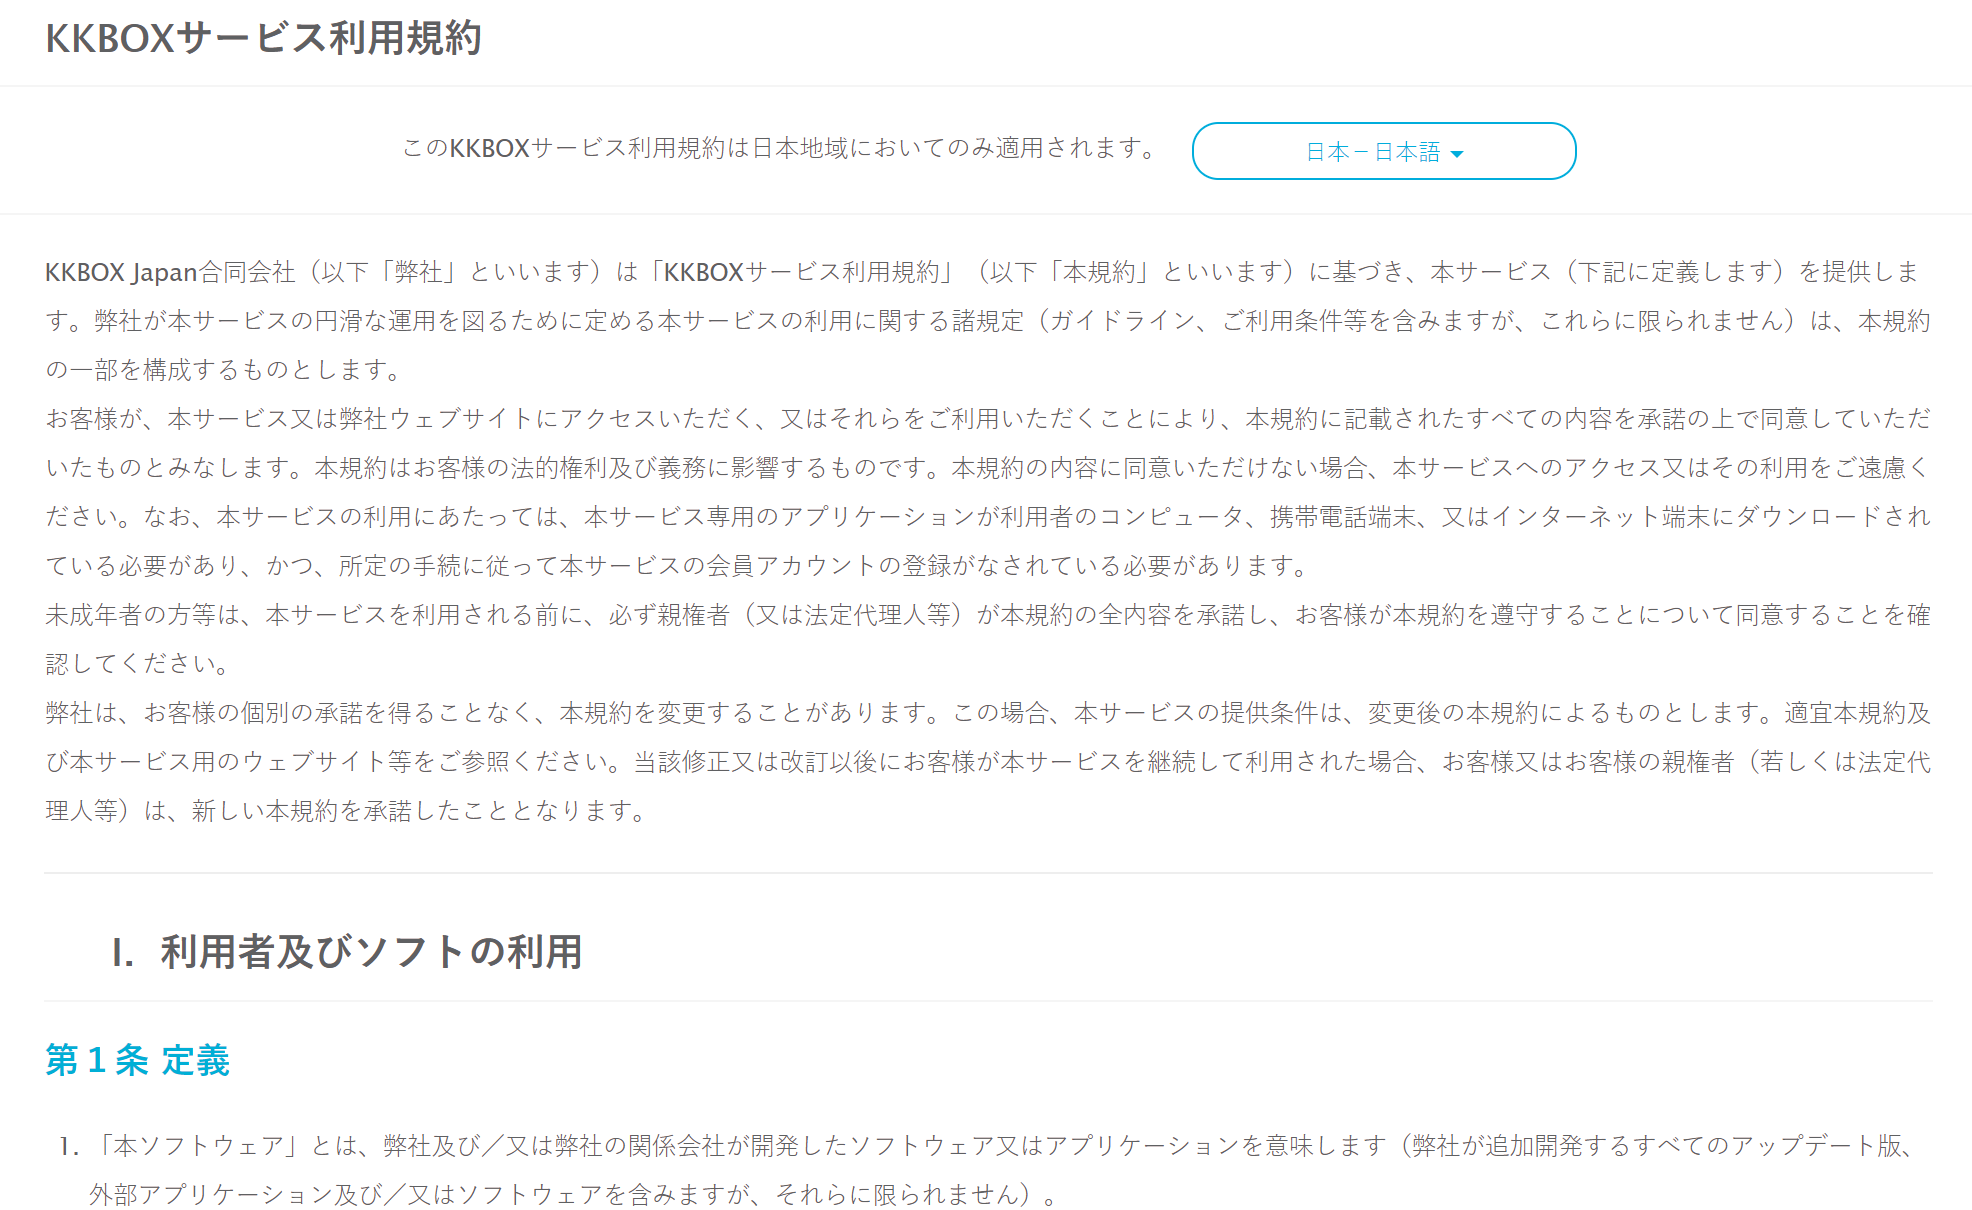 KKBOXサービス利用規約
このKKBOXサービス利用規約は日本地域においてのみ適用されます。
日本－日本語
KKBOX Japan合同会社（以下「弊社」といいます）は「KKBOXサービス利用規約」（以下「本規約」といいます）に基づき、本サービス（下記に定義します）を提供しま
す。弊社が本サービスの円滑な運用を図るために定める本サービスの利用に関する諸規定（ガイドライン、ご利用条件等を含みますが、これらに限られません）は、本規約
の一部を構成するものとします。
お客様が、本サービス又は弊社ウェブサイトにアクセスいただく、又はそれらをご利用いただくことにより、本規約に記載されたすべての内容を承諾の上で同意していただ
いたものとみなします。本規約はお客様の法的権利及び義務に影響するものです。本規約の内容に同意いただけない場合、本サービスへのアクセス又はその利用をご遠慮く
ださい。なお、本サービスの利用にあたっては、本サービス専用のアプリケーションが利用者のコンピュータ、携帯電話端末、又はインターネット端末にダウンロードされ
ている必要があり、かつ、所定の手続に従って本サービスの会員アカウントの登録がなされている必要があります。
未成年者の方等は、本サービスを利用される前に、必ず親権者（又は法定代理人等）が本規約の全内容を承諾し、お客様が本規約を遵守することについて同意することを確
認してください。
弊社は、お客様の個別の承諾を得ることなく、本規約を変更することがあります。この場合、本サービスの提供条件は、変更後の本規約によるものとします。適宜本規約及
び本サービス用のウェブサイト等をご参照ください。当該修正又は改訂以後にお客様が本サービスを継続して利用された場合、お客様又はお客様の親権者（若しくは法定代
理人等）は、新しい本規約を承諾したこととなります。
I. 利用者及びソフトの利用
第１条 定義
1. 「本ソフトウェア」とは、弊社及び／又は弊社の関係会社が開発したソフトウェア又はアプリケーションを意味します（弊社が追加開発するすべてのアップデート版、
外部アプリケーション及び／又はソフトウェアを含みますが、それらに限られません）。